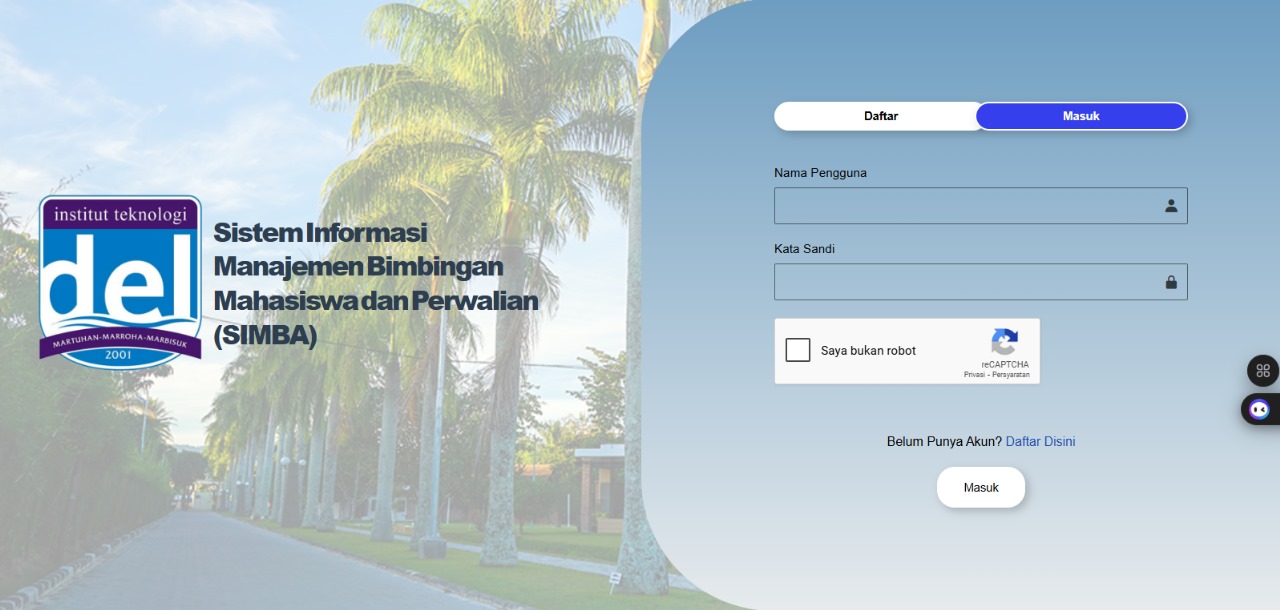 institut teknologi
del
MARTUHAN-MARROHA-MARBISUK
2001
Sistem Informasi
Manajemen Bimbingan
Mahasiswa dan Perwalian
(SIMBA)
Daftar
Masuk
Nama Pengguna
Kata Sandi
Saya bukan robot
reCAPTCHA
Privasi - Persyaratan
Belum Punya Akun? Daftar Disini
Masuk